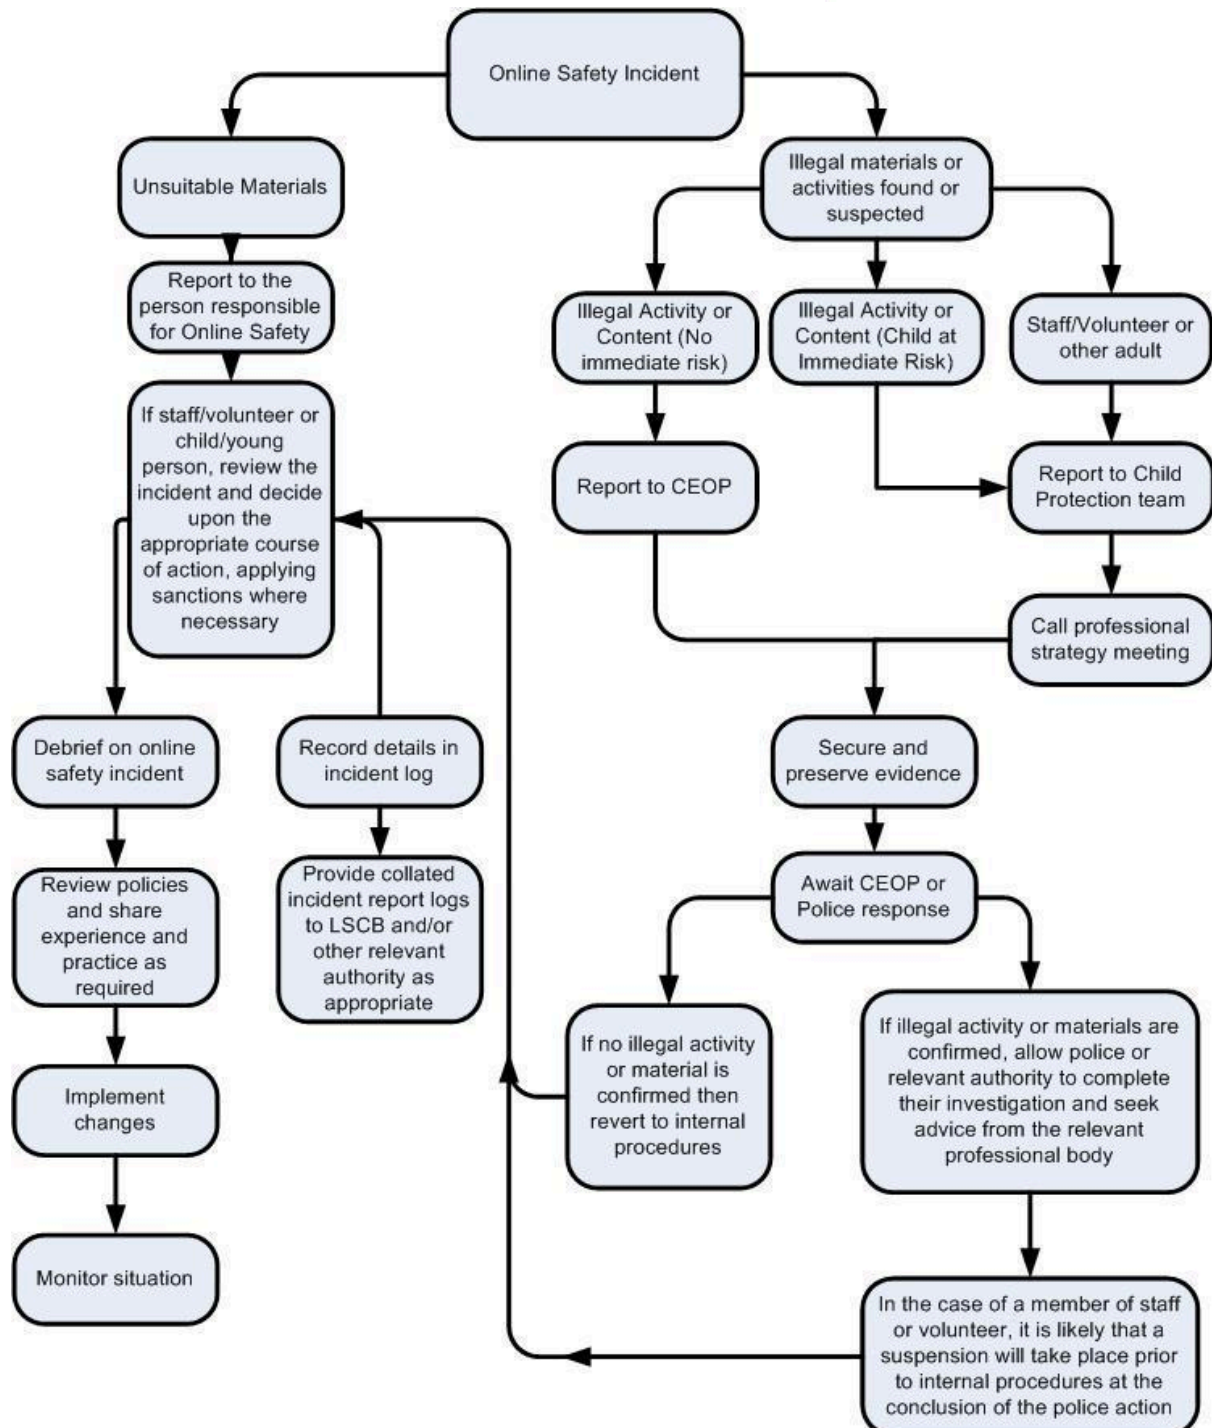 Online Safety Incident
Unsuitable Materials
Report to the
person responsible
for Online Safety
If staff/volunteer or
child/young
person, review the
incident and decide
upon the
appropriate course
of action, applying
sanctions where
necessary
Debrief on online
safety incident
Review policies
and share
experience and
practice as
required
Implement
changes
Monitor situation
Record details in
incident log
Provide collated
incident report logs
to LSCB and/or
other relevant
authority as
appropriate
Illegal materials or
activities found or
suspected
Illegal Activity or
Content (No
immediate risk)
Illegal Activity or
Content (Child at
Immediate Risk)
Staff/Volunteer or
other adult
Report to CEOP
Report to Child
Protection team
Call professional
strategy meeting
Secure and
preserve evidence
Await CEOP or
Police response
If no illegal activity
or material is
confirmed then
revert to internal
procedures
If illegal activity or materials are
confirmed, allow police or
relevant authority to complete
their investigation and seek
advice from the relevant
professional body
In the case of a member of staff
or volunteer, it is likely that a
suspension will take place prior
to internal procedures at the
conclusion of the police action